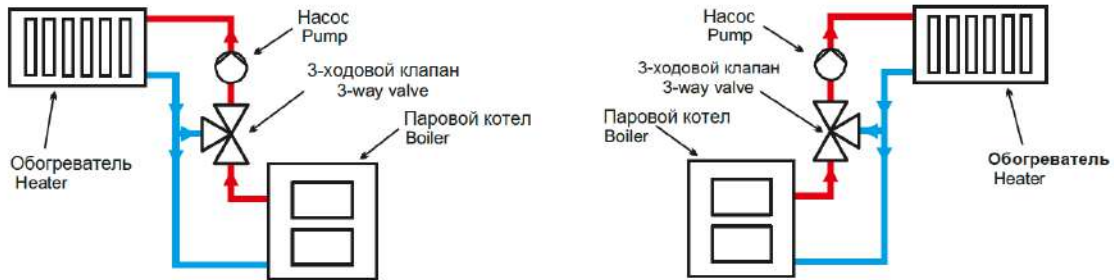 Насос
Pump
3-ходовой клапан
3-way valve
Паровой котел
Boiler
Обогреватель
Heater
Насос
Pump
3-ходовой клапан
3-way valve
Паровой котел
Boiler
Обогреватель
Heater